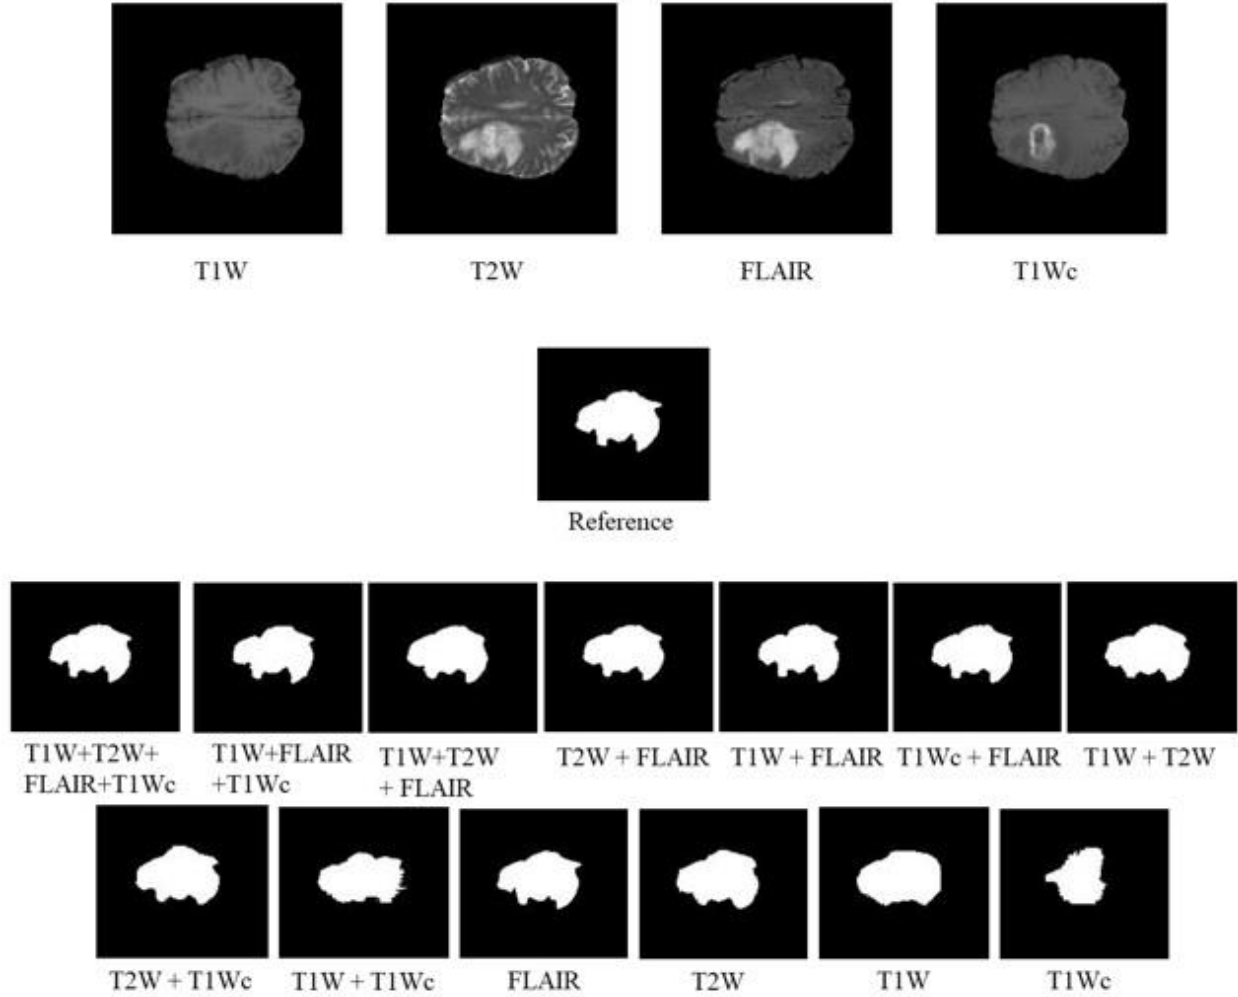 T1W
T2W
FLAIR
T1Wc
Reference
T1W+T2W+
FLAIR+T1Wc
T1W+FLAIR
+T1Wc
T1W+T2W
+ FLAIR
T2W + FLAIR
T1W + FLAIR
T1Wc + FLAIR
T1W + T2W
T2W + T1Wc
T1W + T1Wc
FLAIR
T2W
T1W
T1Wc